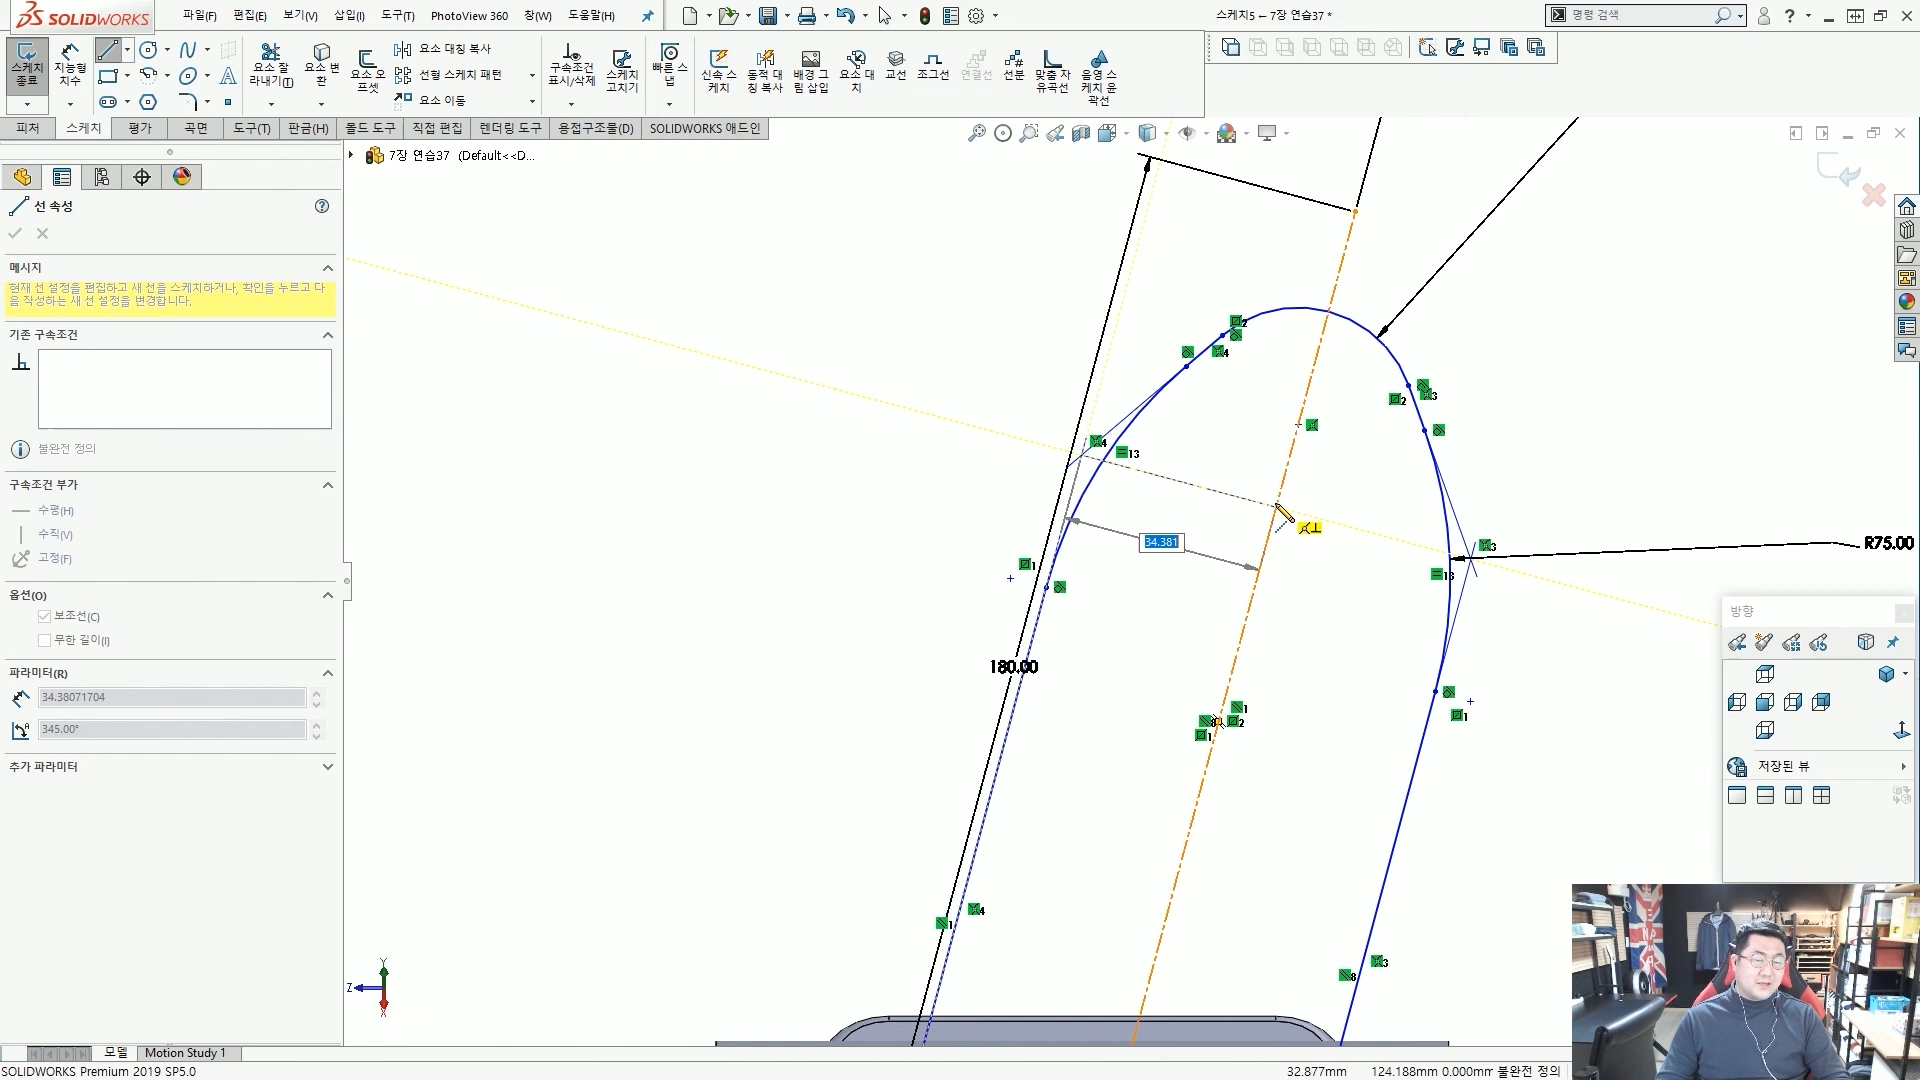 SOLIDWORKS
파일(F) 편집(E) 보기(V) 삽입(I) 도구(T) PhotoView 360 창(W) 도움말(H)
스케치5 - 7장 연습37 *
명령 검색
스케치 종료
지능형 치수
요소 잘라내기(T)
요소 변환
요소 오프셋
요소 대칭 복사
선형 스케치 패턴
요소 이동
구속조건 표시/삭제
스케치 고치기
빠른 스냅
신속 스케치
동적 대칭 복사
배경 그림 삽입
요소 대치
교선
조그선
연결선
선분
맞춤 자유곡선
음영 스케치 윤곽선
피처 스케치 평가 곡면 도구(T) 판금(H) 몰드 도구 직접 편집 렌더링 도구 용접구조물(D) SOLIDWORKS 애드인
7장 연습37 (Default<<D...
선 속성
메시지
현재 선 설정을 편집하고 새 선을 스케치하거나, 확인을 누르고 다
음 작성하는 새 선 설정을 변경합니다.
기존 구속조건
불완전 정의
구속조건 부가
수평(H)
수직(V)
고정(F)
옵션(O)
보조선(C)
무한 길이(I)
파라미터(R)
34.38071704
345.00°
추가 파라미터
34.381
180.00
R75.00
방향
저장된 뷰
모델 Motion Study 1
SOLIDWORKS Premium 2019 SP5.0
32.877mm 124.188mm 0.000mm 불완전 정의